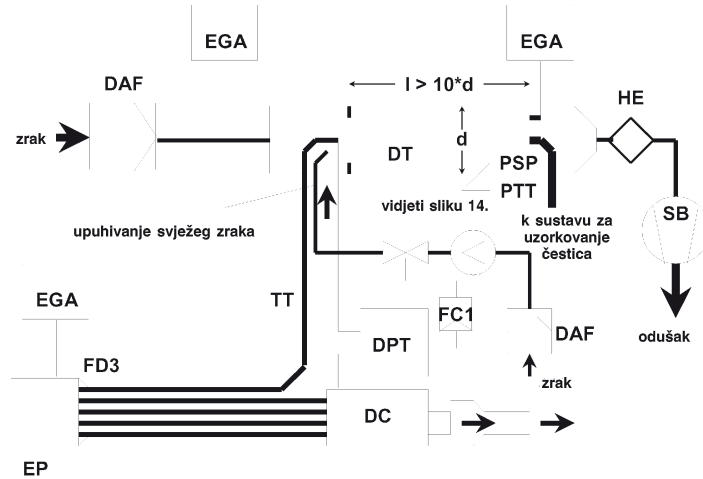 EGA
EGA
DAF
l > 10*d
HE
zrak
d
DT
PSP
PTT
vidjeti sliku 14.
SB
upuhivanje svježeg zraka
k sustavu za
uzorkovanje
čestica
EGA
TT
FC1
DAF
odušak
DPT
FD3
zrak
DC
EP